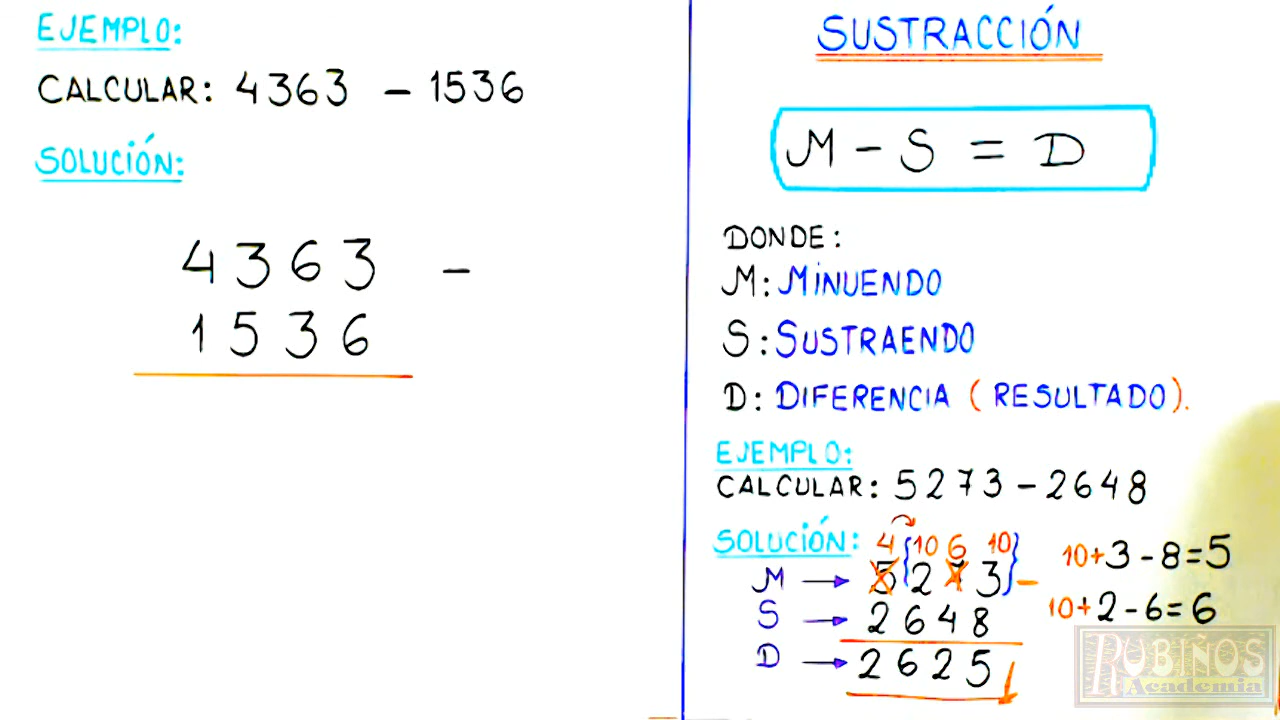 EJEMPLO:
CALCULAR: 4363 – 1536
SOLUCIÓN:
4363 –
1536
SUSTRACCIÓN
M – S = D
DONDE:
M: MINUENDO
S: SUSTRAENDO
D: DIFERENCIA (RESULTADO).
EJEMPLO:
CALCULAR: 5273 – 2648
SOLUCIÓN:
4 10 6 10
M → 5273 –
S → 2648
D → 2625
10+3-8=5
10+2-6=6
RUBIÑOS
Academia